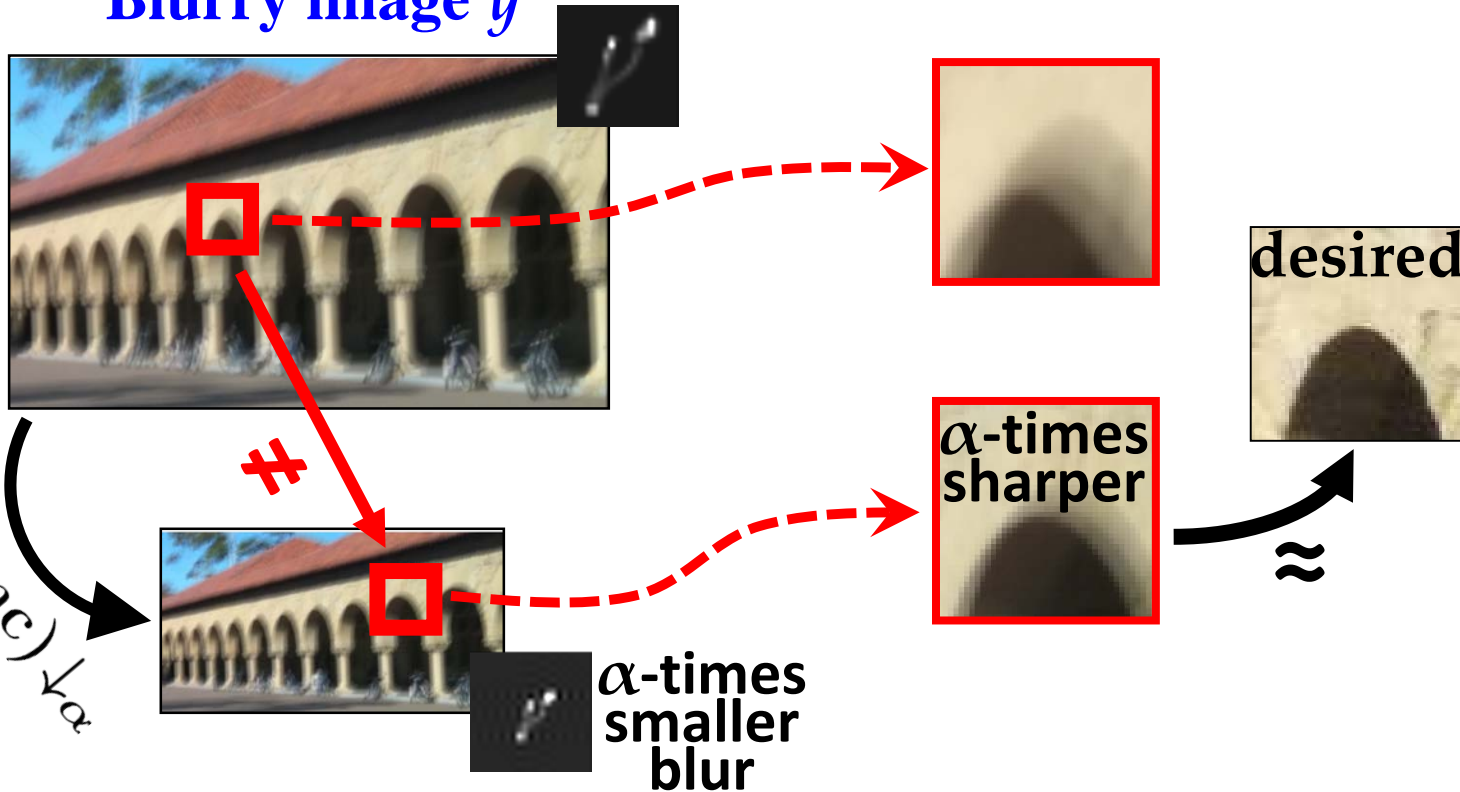 Blurry image y
desired
α-times
sharper
≠
≈
c)↓α
α-times
smaller
blur